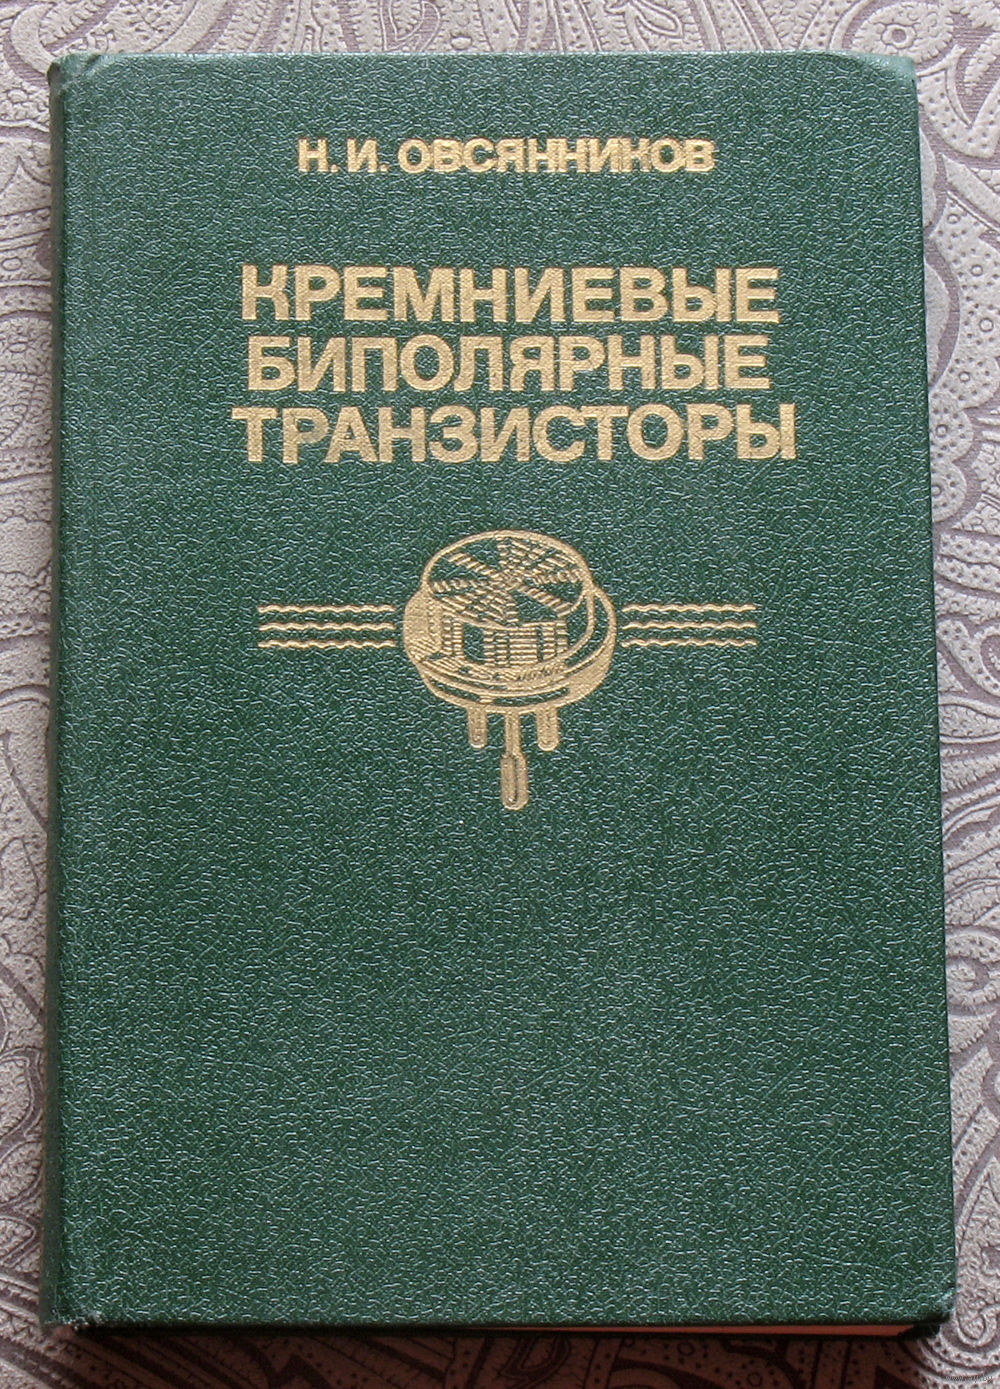 Н. И. ОВСЯННИКОВ
КРЕМНИЕВЫЕ
БИПОЛЯРНЫЕ
ТРАНЗИСТОРЫ